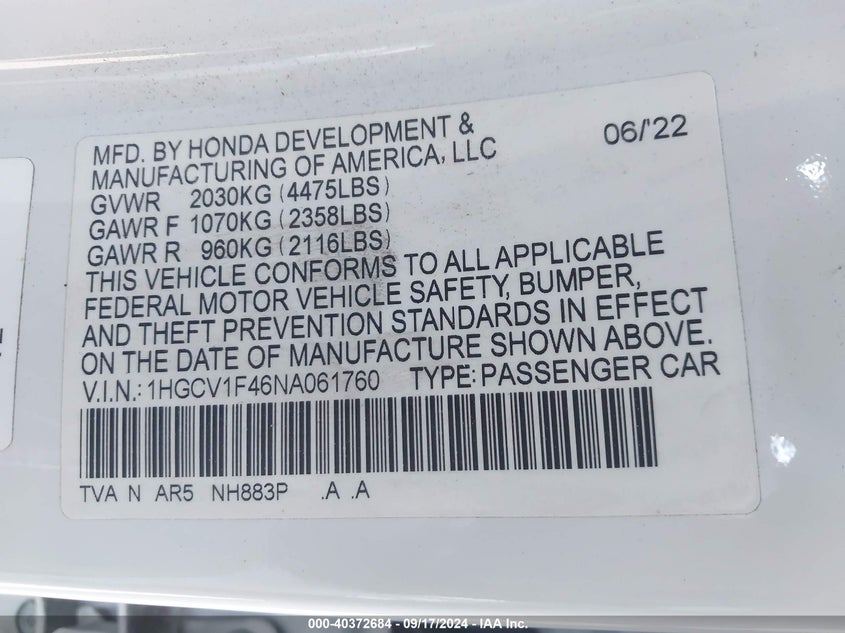 MFD. BY HONDA DEVELOPMENT & 06/'22
MANUFACTURING OF AMERICA, LLC
GVWR 2030KG (4475LBS)
GAWR F 1070KG (2358LBS)
GAWR R 960KG (2116LBS)
THIS VEHICLE CONFORMS TO ALL APPLICABLE
FEDERAL MOTOR VEHICLE SAFETY, BUMPER,
AND THEFT PREVENTION STANDARDS IN EFFECT
ON THE DATE OF MANUFACTURE SHOWN ABOVE.
V.I.N.: 1HGCV1F46NA061760 TYPE: PASSENGER CAR
TVA N AR5 NH883P .A .A
000-40372684 - 09/17/2024 - IAA Inc.